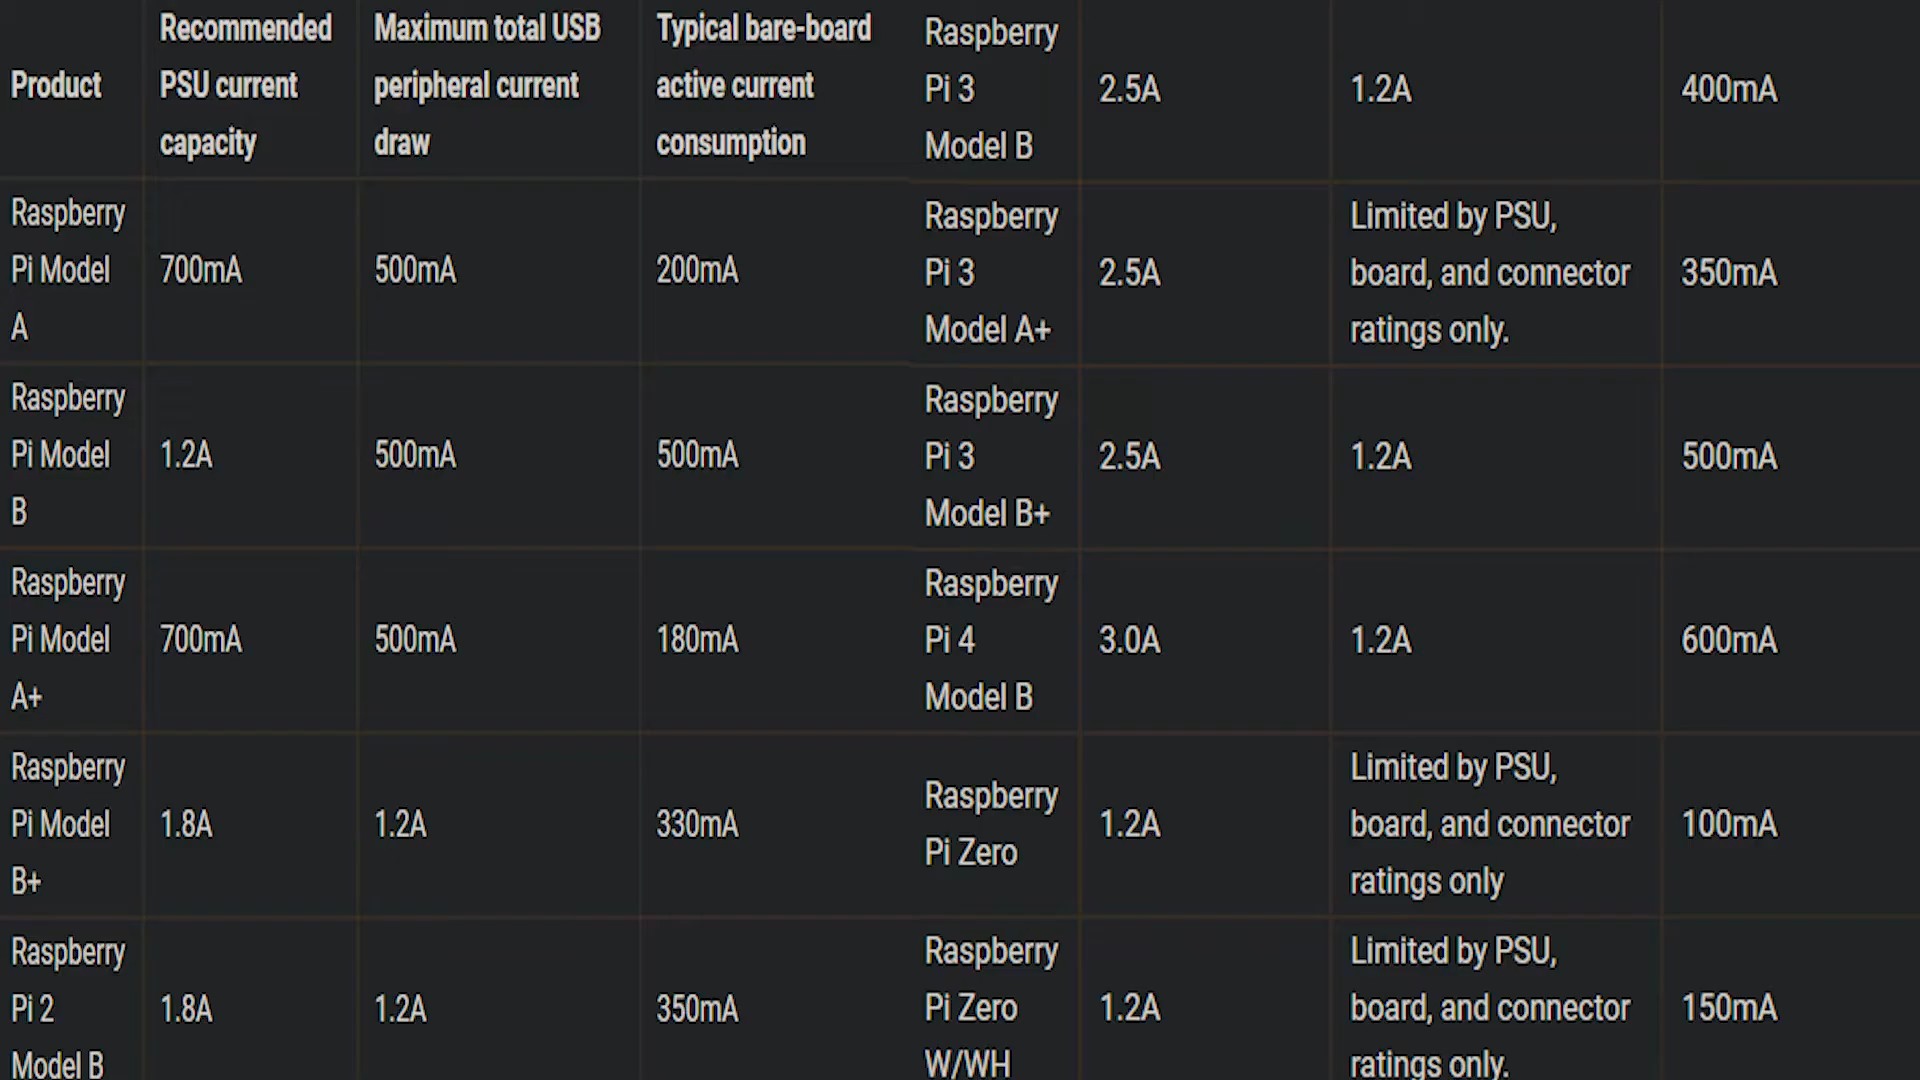 Product
Recommended
PSU current
capacity
Maximum total USB
peripheral current
draw
Typical bare-board
active current
consumption
Raspberry
Pi Model
A
700mA
500mA
200mA
Raspberry
Pi Model
B
1.2A
500mA
500mA
Raspberry
Pi Model
A+
700mA
500mA
180mA
Raspberry
Pi Model
B+
1.8A
1.2A
330mA
Raspberry
Pi 2
Model B
1.8A
1.2A
350mA
Raspberry
Pi 3
Model B
2.5A
1.2A
400mA
Raspberry
Pi 3
Model A+
2.5A
Limited by PSU,
board, and connector
ratings only.
350mA
Raspberry
Pi 3
Model B+
2.5A
1.2A
500mA
Raspberry
Pi 4
Model B
3.0A
1.2A
600mA
Raspberry
Pi Zero
1.2A
Limited by PSU,
board, and connector
ratings only
100mA
Raspberry
Pi Zero
W/WH
1.2A
Limited by PSU,
board, and connector
ratings only.
150mA